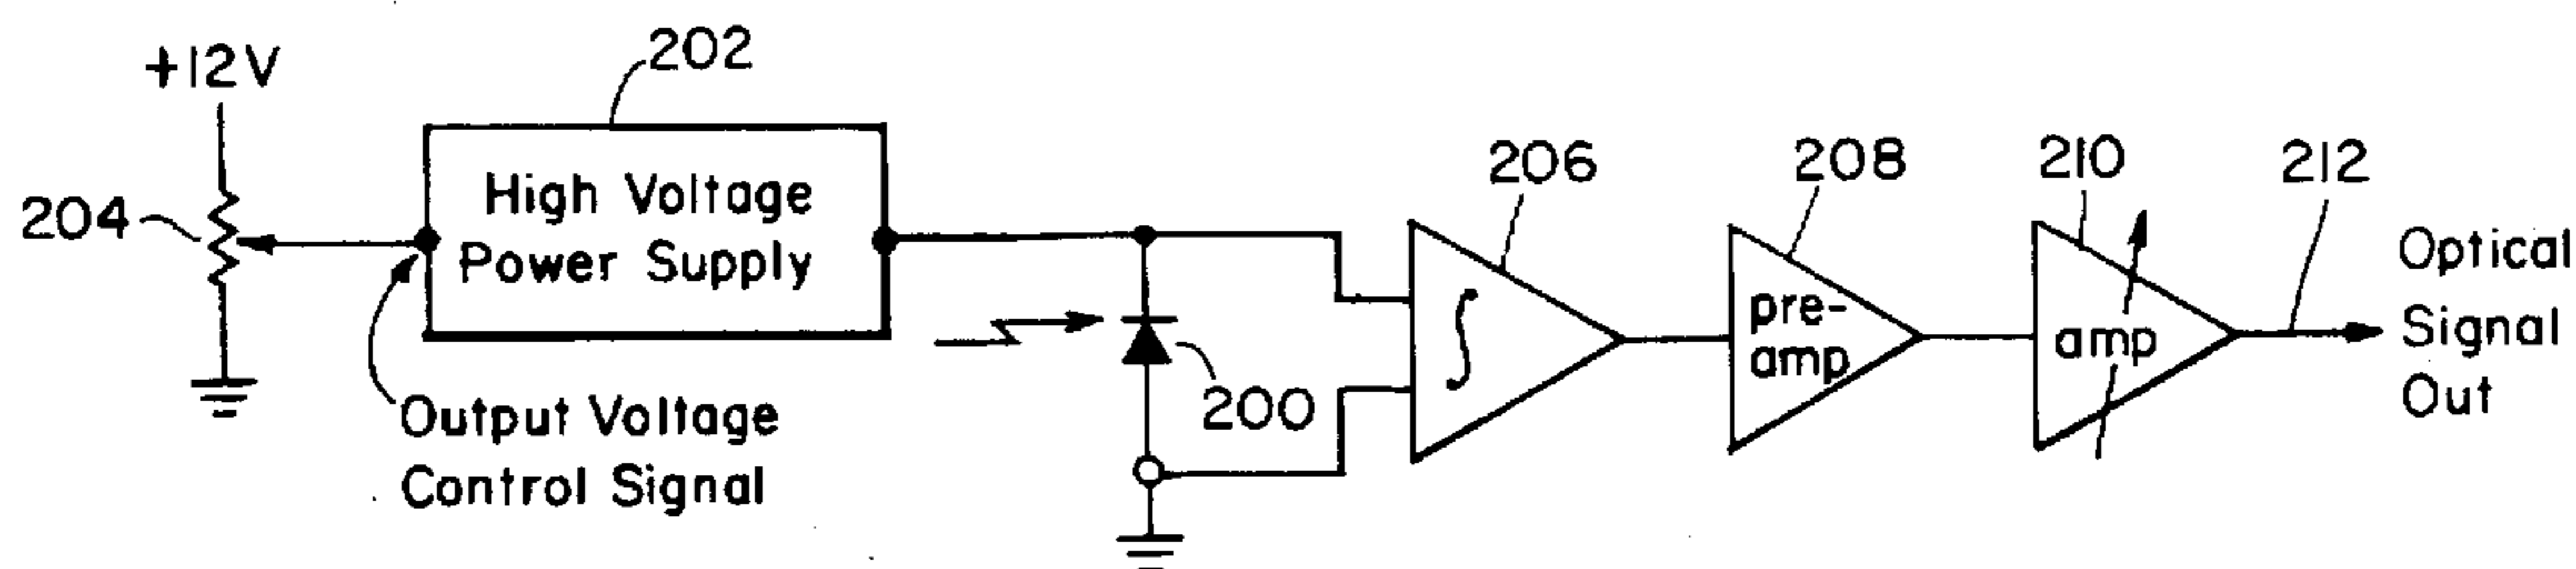 +12V
202
204
High Voltage
Power Supply
Output Voltage
Control Signal
200
206
∫
208
pre-
amp
210
amp
212
Optical
Signal
Out